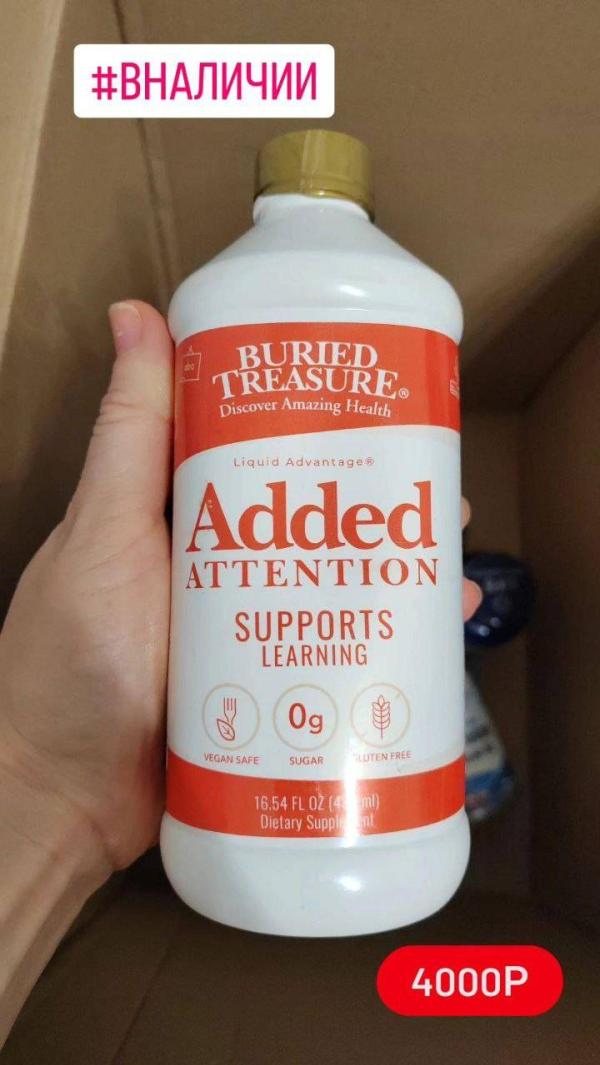 #ВНАЛИЧИИ
BURIED
TREASURE®
Discover Amazing Health
Liquid Advantage®
Added
ATTENTION
SUPPORTS
LEARNING
0g
VEGAN SAFE
SUGAR
GLUTEN FREE
16.54 FL OZ
Dietary Supplement
4000Р